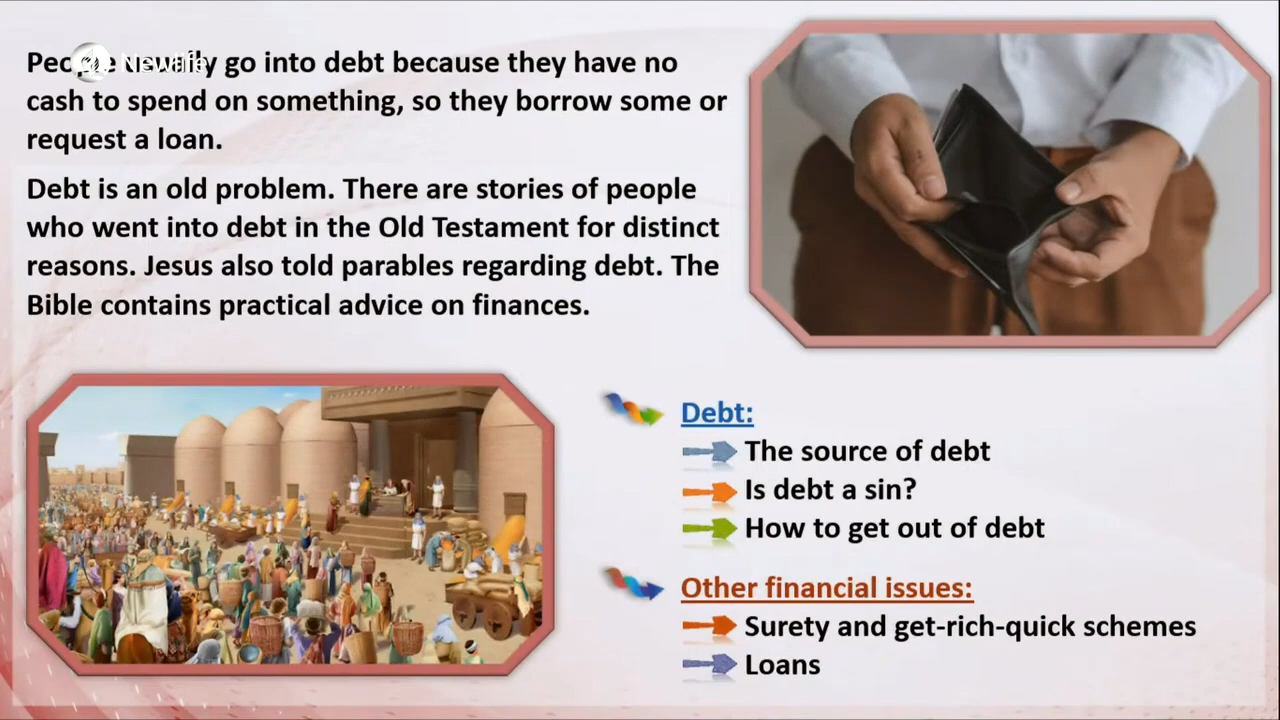 Newlife
People usually go into debt because they have no
cash to spend on something, so they borrow some or
request a loan.
Debt is an old problem. There are stories of people
who went into debt in the Old Testament for distinct
reasons. Jesus also told parables regarding debt. The
Bible contains practical advice on finances.
Debt:
The source of debt
Is debt a sin?
How to get out of debt
Other financial issues:
Surety and get-rich-quick schemes
Loans